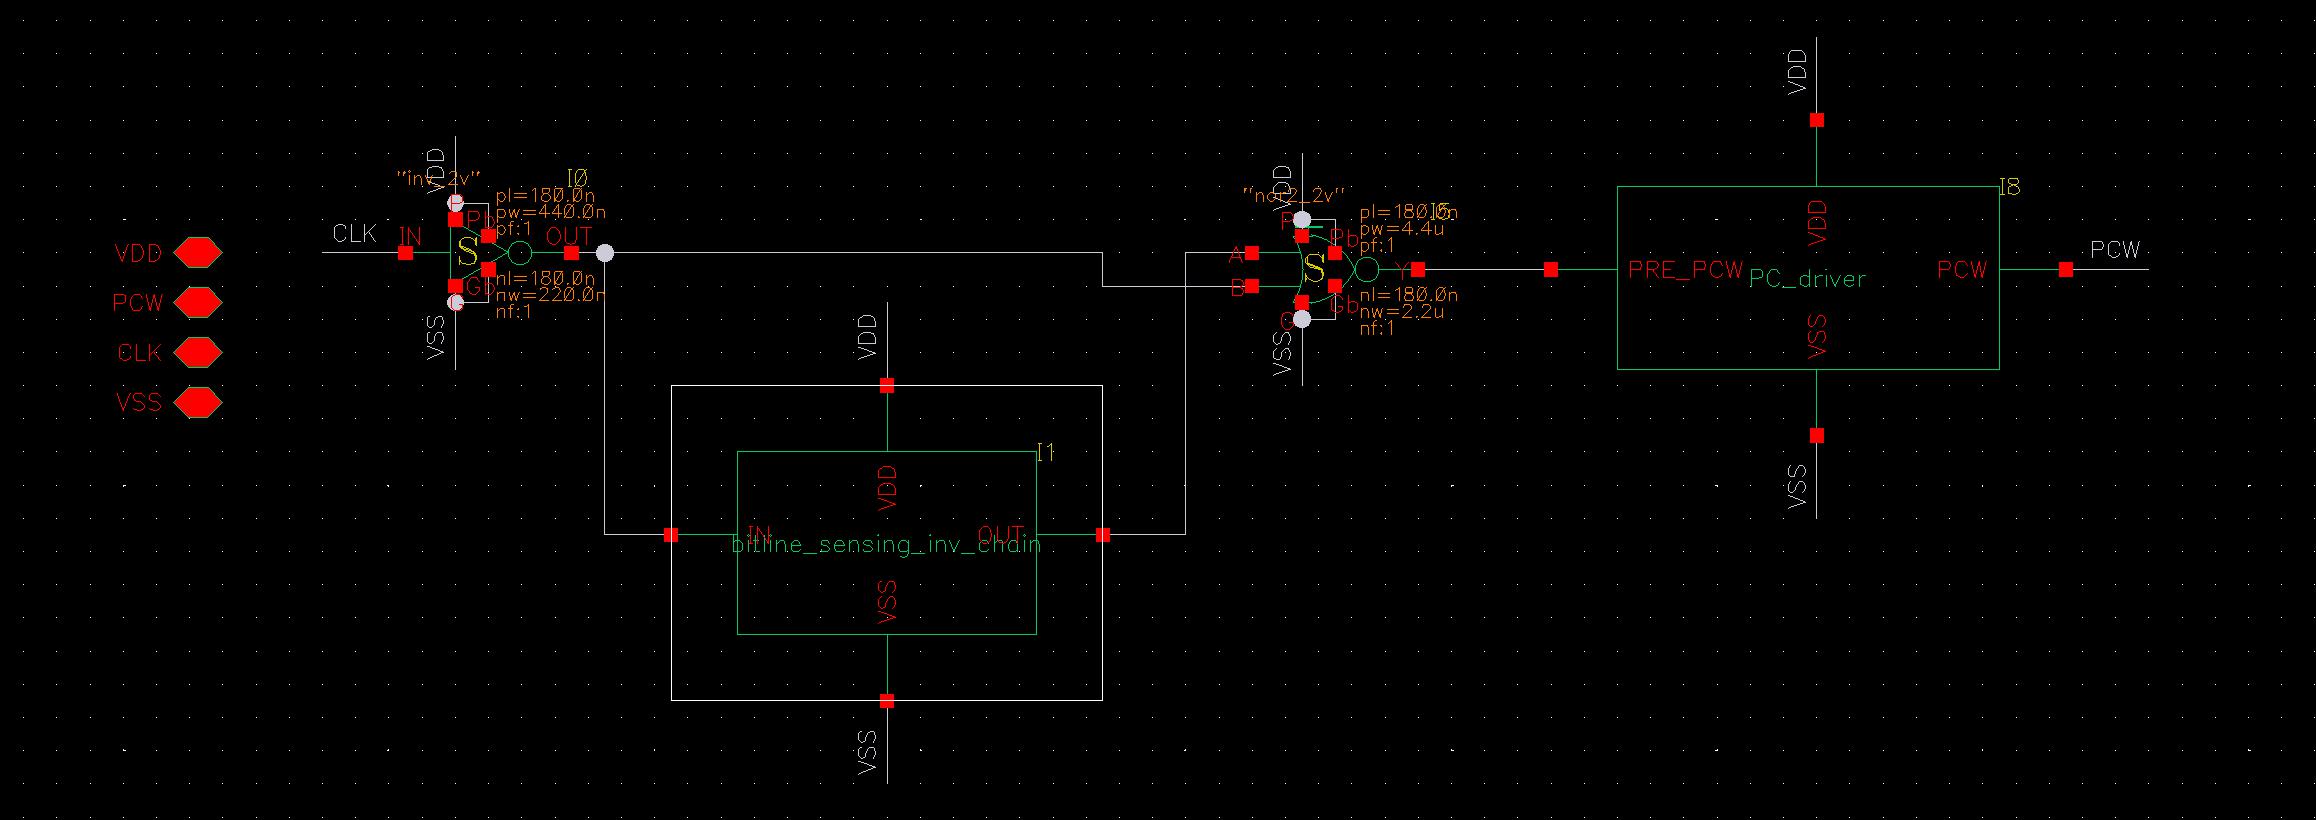 VDD
PCW
CLK
VSS
CLK
IN
"inv_2v"
VDD
I0
pl=180.0n
pw=440.0n
pf:1
OUT
S
nl=180.0n
nw=220.0n
nf:1
Gb
VSS
VDD
I1
VDD
IN
OUT
bitline_sensing_inv_chain
VSS
VSS
"nor2_2v"
VDD
pl=180.0n
pw=4.4u
pf:1
A
B
S
Pb
Y
Gb
G
nl=180.0n
nw=2.2u
nf:1
VSS
VDD
I8
VDD
PRE_PCW
PC_driver
PCW
VSS
VSS
PCW